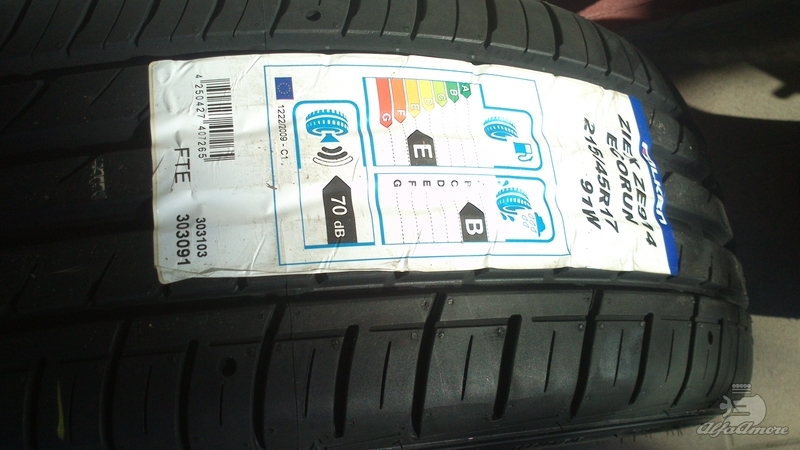 FALKEN
ZIEX ZE914
ECORUN
215/45R17
91W
A
B
F
G
E
F
C
D
E
F
G
B
70 dB
1222/2009 - C1
4 250427 407265
FTE
303103
303091
AlfaAmore